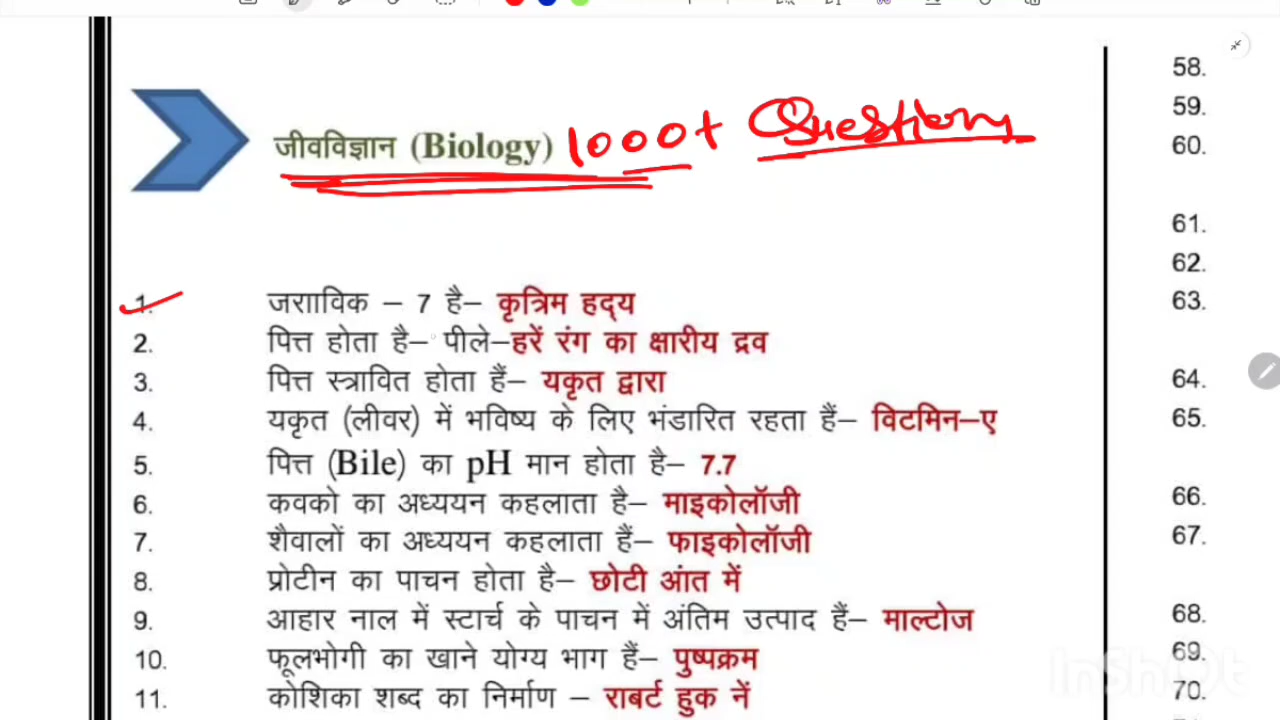 जीवविज्ञान (Biology) 1000+ Questions
1. जरााविक – 7 है– कृत्रिम हद्य
2. पित्त होता है– पीले–हरें रंग का क्षारीय द्रव
3. पित्त स्त्रावित होता हैं– यकृत द्वारा
4. यकृत (लीवर) में भविष्य के लिए भंडारित रहता हैं– विटमिन–ए
5. पित्त (Bile) का pH मान होता है– 7.7
6. कवको का अध्ययन कहलाता है– माइकोलॉजी
7. शैवालों का अध्ययन कहलाता हैं– फाइकोलॉजी
8. प्रोटीन का पाचन होता है– छोटी आंत में
9. आहार नाल में स्टार्च के पाचन में अंतिम उत्पाद हैं– माल्टोज
10. फूलभोगी का खाने योग्य भाग हैं– पुष्पक्रम
11. कोशिका शब्द का निर्माण – राबर्ट हुक नें
58.
59.
60.
61.
62.
63.
64.
65.
66.
67.
68.
69.
70.
InShOt